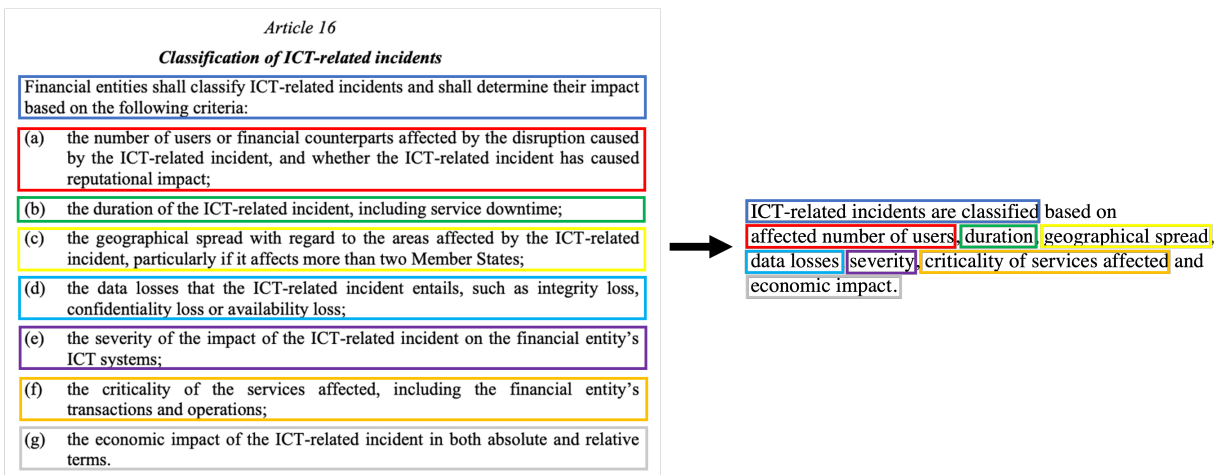 Article 16
Classification of ICT-related incidents
Financial entities shall classify ICT-related incidents and shall determine their impact
based on the following criteria:
(a) the number of users or financial counterparts affected by the disruption caused
by the ICT-related incident, and whether the ICT-related incident has caused
reputational impact;
(b) the duration of the ICT-related incident, including service downtime;
(c) the geographical spread with regard to the areas affected by the ICT-related
incident, particularly if it affects more than two Member States;
(d) the data losses that the ICT-related incident entails, such as integrity loss,
confidentiality loss or availability loss;
(e) the severity of the impact of the ICT-related incident on the financial entity's
ICT systems;
(f) the criticality of the services affected, including the financial entity's
transactions and operations;
(g) the economic impact of the ICT-related incident in both absolute and relative
terms.
ICT-related incidents are classified based on
affected number of users, duration, geographical spread,
data losses severity, criticality of services affected and
economic impact.